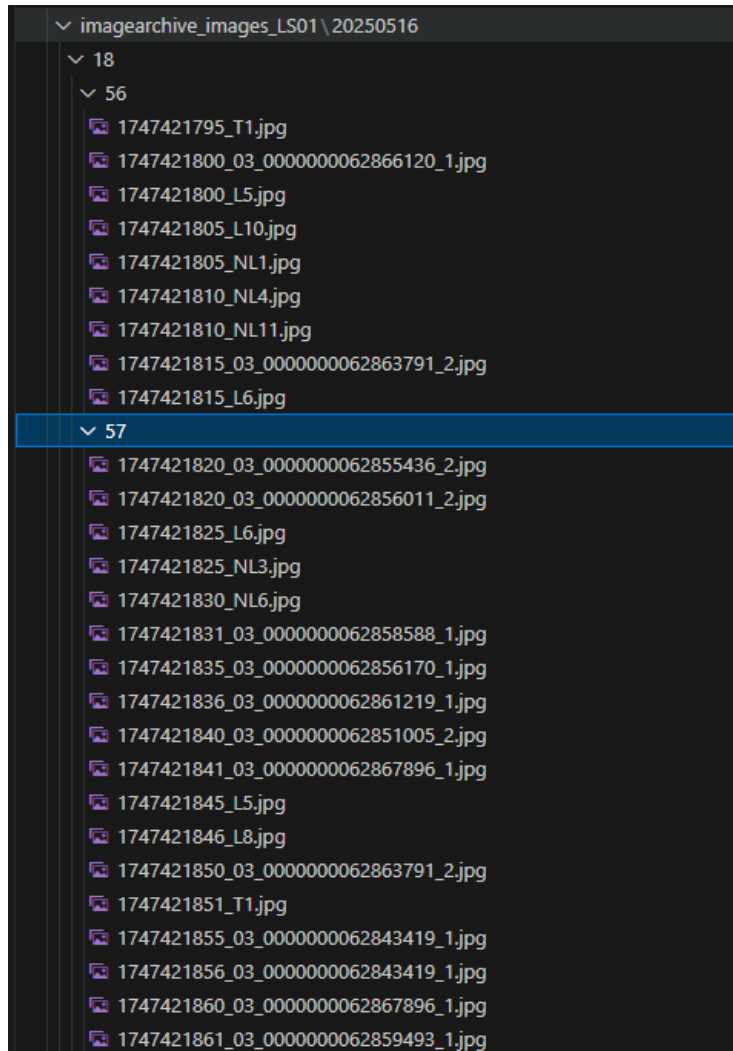 imagearchive_images_LS01\20250516
18
56
1747421795_T1.jpg
1747421800_03_0000000062866120_1.jpg
1747421800_L5.jpg
1747421805_L10.jpg
1747421805_NL1.jpg
1747421810_NL4.jpg
1747421810_NL11.jpg
1747421815_03_0000000062863791_2.jpg
1747421815_L6.jpg
57
1747421820_03_0000000062855436_2.jpg
1747421820_03_0000000062856011_2.jpg
1747421825_L6.jpg
1747421825_NL3.jpg
1747421830_NL6.jpg
1747421831_03_0000000062858588_1.jpg
1747421835_03_0000000062856170_1.jpg
1747421836_03_0000000062861219_1.jpg
1747421840_03_0000000062851005_2.jpg
1747421841_03_0000000062867896_1.jpg
1747421845_L5.jpg
1747421846_L8.jpg
1747421850_03_0000000062863791_2.jpg
1747421851_T1.jpg
1747421855_03_0000000062843419_1.jpg
1747421856_03_0000000062843419_1.jpg
1747421860_03_0000000062867896_1.jpg
1747421861_03_0000000062859493_1.jpg